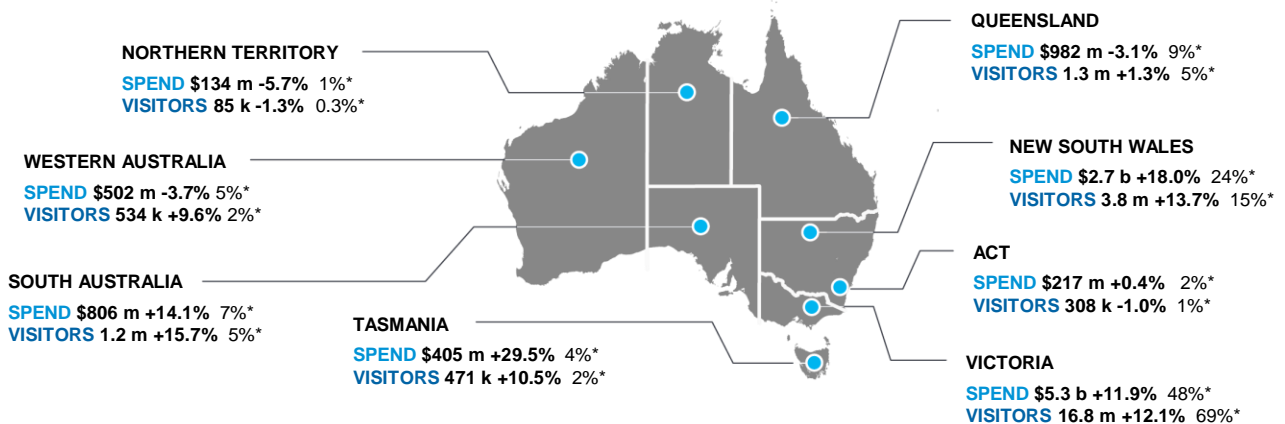 NORTHERN TERRITORY
SPEND $134 m -5.7% 1%*
VISITORS 85 k -1.3% 0.3%*
WESTERN AUSTRALIA
SPEND $502 m -3.7% 5%*
VISITORS 534 k +9.6% 2%*
SOUTH AUSTRALIA
SPEND $806 m +14.1% 7%*
VISITORS 1.2 m +15.7% 5%*
TASMANIA
SPEND $405 m +29.5% 4%*
VISITORS 471 k +10.5% 2%*
QUEENSLAND
SPEND $982 m -3.1% 9%*
VISITORS 1.3 m +1.3% 5%*
NEW SOUTH WALES
SPEND $2.7 b +18.0% 24%*
VISITORS 3.8 m +13.7% 15%*
ACT
SPEND $217 m +0.4% 2%*
VISITORS 308 k -1.0% 1%*
VICTORIA
SPEND $5.3 b +11.9% 48%*
VISITORS 16.8 m +12.1% 69%*